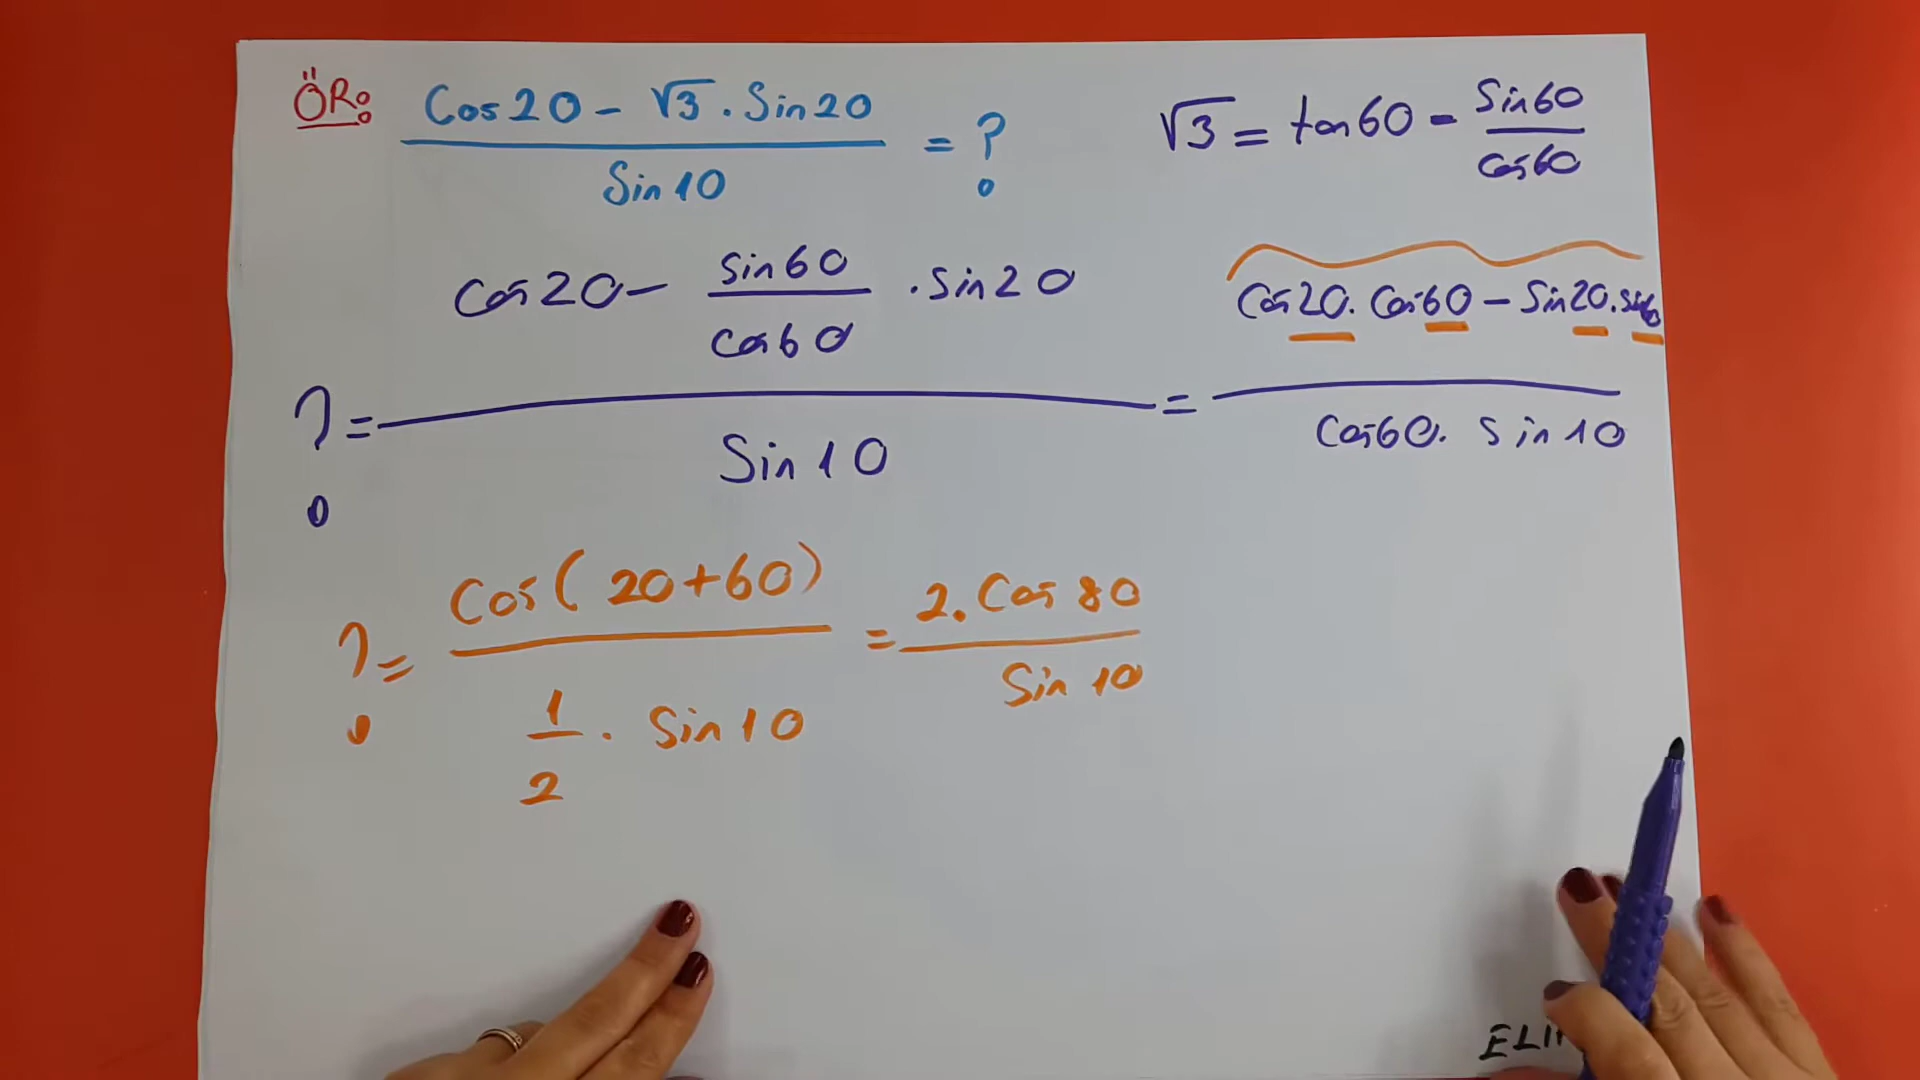 ÖR:
Cos20 - √3 . Sin20 / Sin10 = ?
√3 = tan60 = Sin60 / Cos60
Cos20 - sin60 / Cos60 . sin20
? = / Sin10 = Cos20 . Cos60 - Sin20 . Sin60 / Cos60 . Sin10
? = Cos(20+60) / 1/2 . Sin10 = 2. Cos80 / Sin10